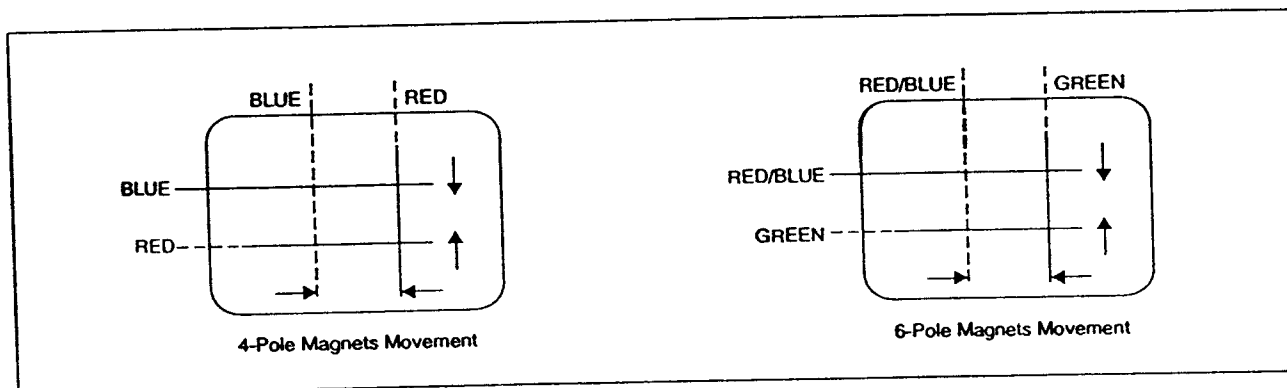 BLUE RED
BLUE
RED
4-Pole Magnets Movement
RED/BLUE GREEN
RED/BLUE
GREEN
6-Pole Magnets Movement